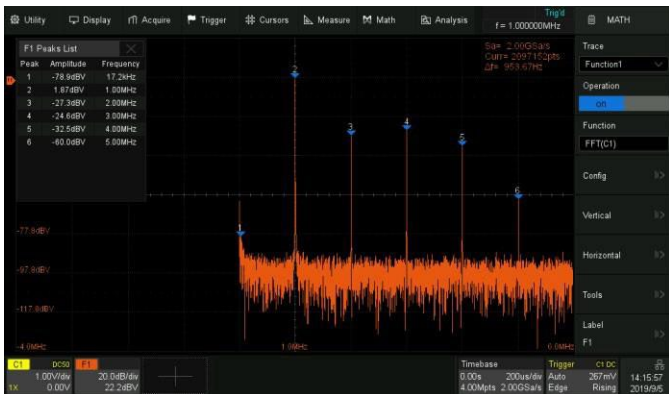 Utility Display Acquire Trigger Cursors Measure Math Analysis Trig'd
f = 1.000000MHz
MATH
F1 Peaks List
Peak Amplitude Frequency
1 -78.9dBV 17.2kHz
2 1.87dBV 1.00MHz
3 -27.3dBV 2.00MHz
4 -24.6dBV 3.00MHz
5 -32.5dBV 4.00MHz
6 -60.0dBV 5.00MHz
Sa= 2.00GSa/s
Curr= 2097152pts
Δf= 953.67Hz
2
3
4
5
6
1
-77.8dBV
-97.8dBV
-117.8dBV
-4.0MHz 1.0MHz 6.0MHz
Trace
Function1
Operation
on
Function
FFT(C1)
Config
Vertical
Horizontal
Tools
Label
F1
C1 DC50
1.00V/div
1X 0.00V
F1
20.0dB/div
22.2dBV
Timebase
0.00s 200us/div
4.00Mpts 2.00GSa/s
Trigger C1 DC
Auto 267mV
Edge Rising
14:15:57
2019/9/5